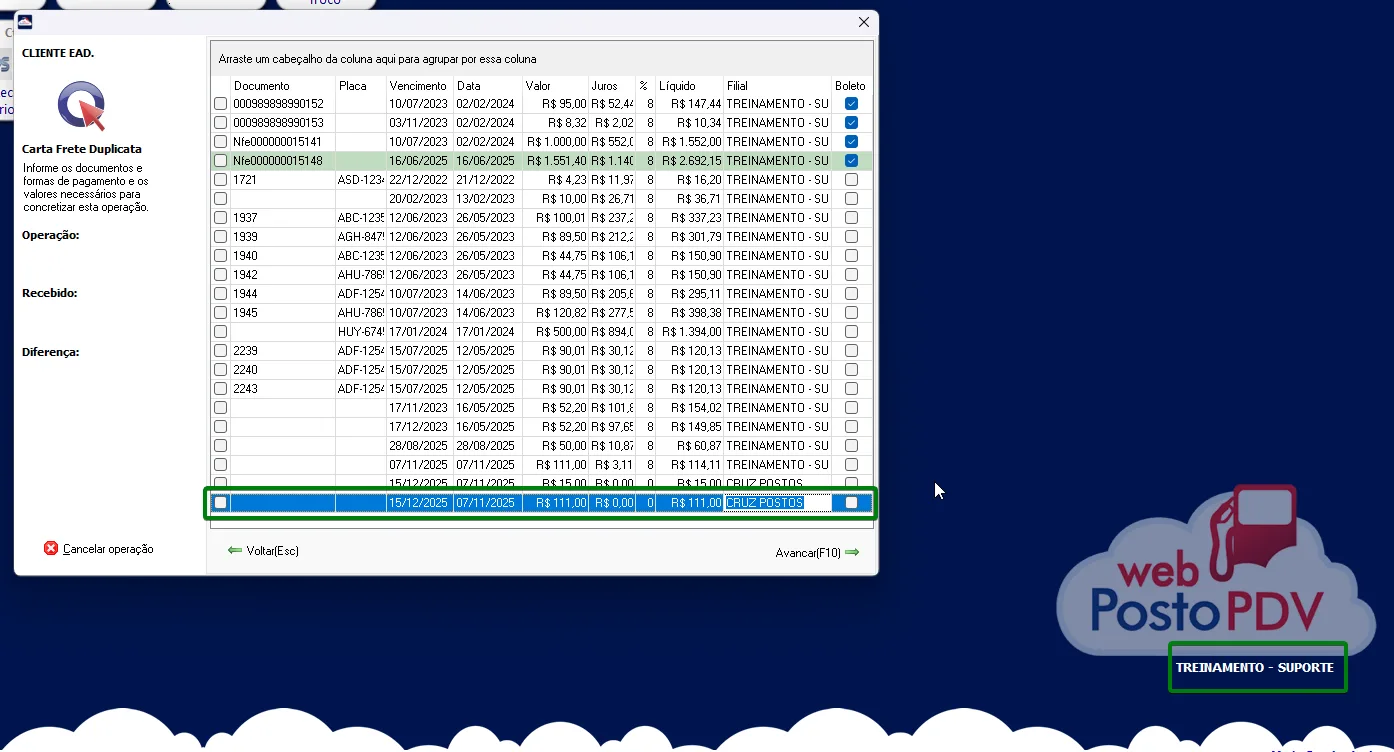 Troco
CLIENTE EAD.
Carta Frete Duplicata
Informe os documentos e
formas de pagamento e os
valores necessários para
concretizar esta operação.
Operação:
Recebido:
Diferença:
Cancelar operação
Arraste um cabeçalho da coluna aqui para agrupar por essa coluna
Documento Placa Vencimento Data Valor Juros % Líquido Filial Boleto
000989898990152 10/07/2023 02/02/2024 R$ 95,00 R$ 52,44 8 R$ 147,44 TREINAMENTO - SU
000989898990153 03/11/2023 02/02/2024 R$ 8,32 R$ 2,02 8 R$ 10,34 TREINAMENTO - SU
Nfe000000015141 10/07/2023 02/02/2024 R$ 1.000,00 R$ 552,0 8 R$ 1.552,00 TREINAMENTO - SU
Nfe000000015148 16/06/2025 16/06/2025 R$ 1.551,40 R$ 1.140 8 R$ 2.692,15 TREINAMENTO - SU
1721 ASD-1234 22/12/2022 21/12/2022 R$ 4,23 R$ 11,97 8 R$ 16,20 TREINAMENTO - SU
20/02/2023 13/02/2023 R$ 10,00 R$ 26,71 8 R$ 36,71 TREINAMENTO - SU
1937 ABC-1235 12/06/2023 26/05/2023 R$ 100,01 R$ 237,2 8 R$ 337,23 TREINAMENTO - SU
1939 AGH-847 12/06/2023 26/05/2023 R$ 89,50 R$ 212,2 8 R$ 301,79 TREINAMENTO - SU
1940 ABC-1235 12/06/2023 26/05/2023 R$ 44,75 R$ 106,1 8 R$ 150,90 TREINAMENTO - SU
1942 AHU-786 12/06/2023 26/05/2023 R$ 44,75 R$ 106,1 8 R$ 150,90 TREINAMENTO - SU
1944 ADF-1254 10/07/2023 14/06/2023 R$ 89,50 R$ 205,6 8 R$ 295,11 TREINAMENTO - SU
1945 AHU-786 10/07/2023 14/06/2023 R$ 120,82 R$ 277,5 8 R$ 398,38 TREINAMENTO - SU
HUY-674 17/01/2024 17/01/2024 R$ 500,00 R$ 894,0 8 R$ 1.394,00 TREINAMENTO - SU
2239 ADF-1254 15/07/2025 12/05/2025 R$ 90,01 R$ 30,12 8 R$ 120,13 TREINAMENTO - SU
2240 ADF-1254 15/07/2025 12/05/2025 R$ 90,01 R$ 30,12 8 R$ 120,13 TREINAMENTO - SU
2243 ADF-1254 15/07/2025 12/05/2025 R$ 90,01 R$ 30,12 8 R$ 120,13 TREINAMENTO - SU
17/11/2023 16/05/2025 R$ 52,20 R$ 101,8 8 R$ 154,02 TREINAMENTO - SU
17/12/2023 16/05/2025 R$ 52,20 R$ 97,65 8 R$ 149,85 TREINAMENTO - SU
28/08/2025 28/08/2025 R$ 50,00 R$ 10,87 8 R$ 60,87 TREINAMENTO - SU
07/11/2025 07/11/2025 R$ 111,00 R$ 3,11 8 R$ 114,11 TREINAMENTO - SU
15/12/2025 07/11/2025 R$ 15,00 R$ 0,00 0 R$ 15,00 CRUZ POSTOS
15/12/2025 07/11/2025 R$ 111,00 R$ 0,00 0 R$ 111,00 CRUZ POSTOS
Voltar(Esc)
Avancar(F10)
web
PostoPDV
TREINAMENTO - SUPORTE